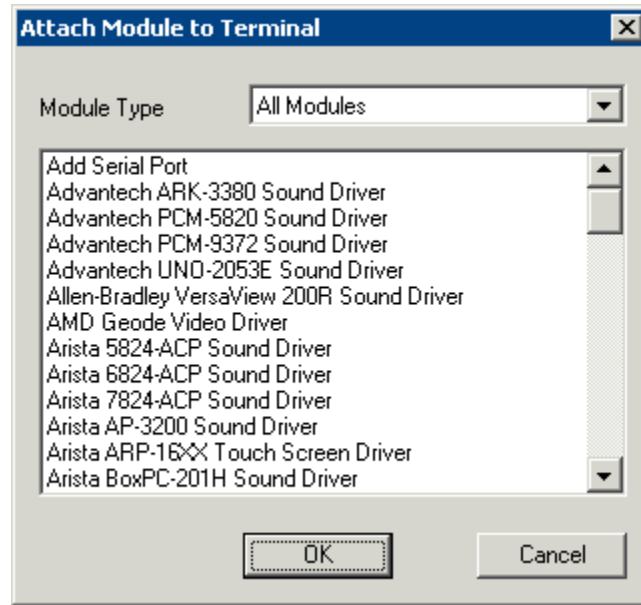 Attach Module to Terminal
Module Type
All Modules
Add Serial Port
Advantech ARK-3380 Sound Driver
Advantech PCM-5820 Sound Driver
Advantech PCM-9372 Sound Driver
Advantech UNO-2053E Sound Driver
Allen-Bradley VersaView 200R Sound Driver
AMD Geode Video Driver
Arista 5824-ACP Sound Driver
Arista 6824-ACP Sound Driver
Arista 7824-ACP Sound Driver
Arista AP-3200 Sound Driver
Arista ARP-16XX Touch Screen Driver
Arista BoxPC-201H Sound Driver
OK Cancel